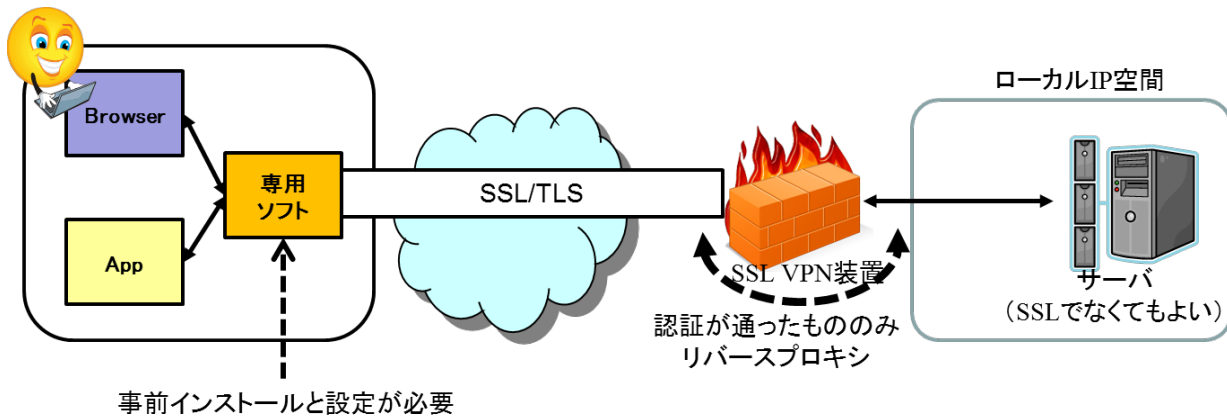 Browser
専用
ソフト
App
SSL/TLS
事前インストールと設定が必要
SSL VPN装置
認証が通ったもののみ
リバースプロキシ
ローカルIP空間
サーバ
（SSLでなくてもよい）